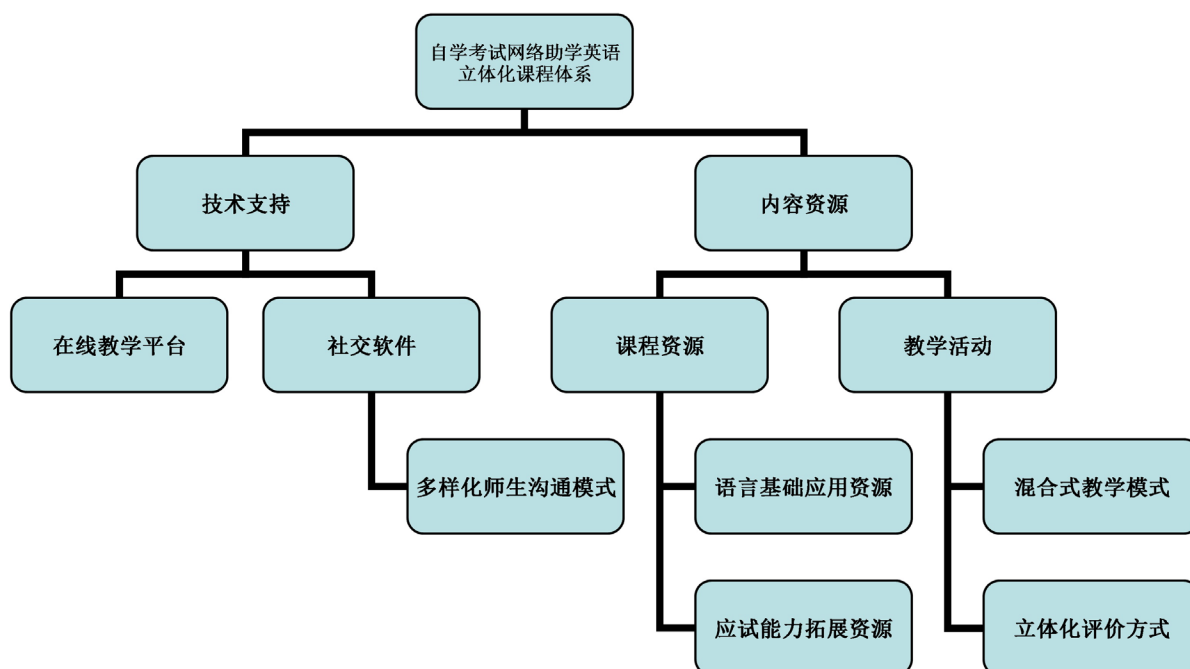 自学考试网络助学英语
立体化课程体系
技术支持
内容资源
在线教学平台
社交软件
课程资源
教学活动
多样化师生沟通模式
语言基础应用资源
混合式教学模式
应试能力拓展资源
立体化评价方式